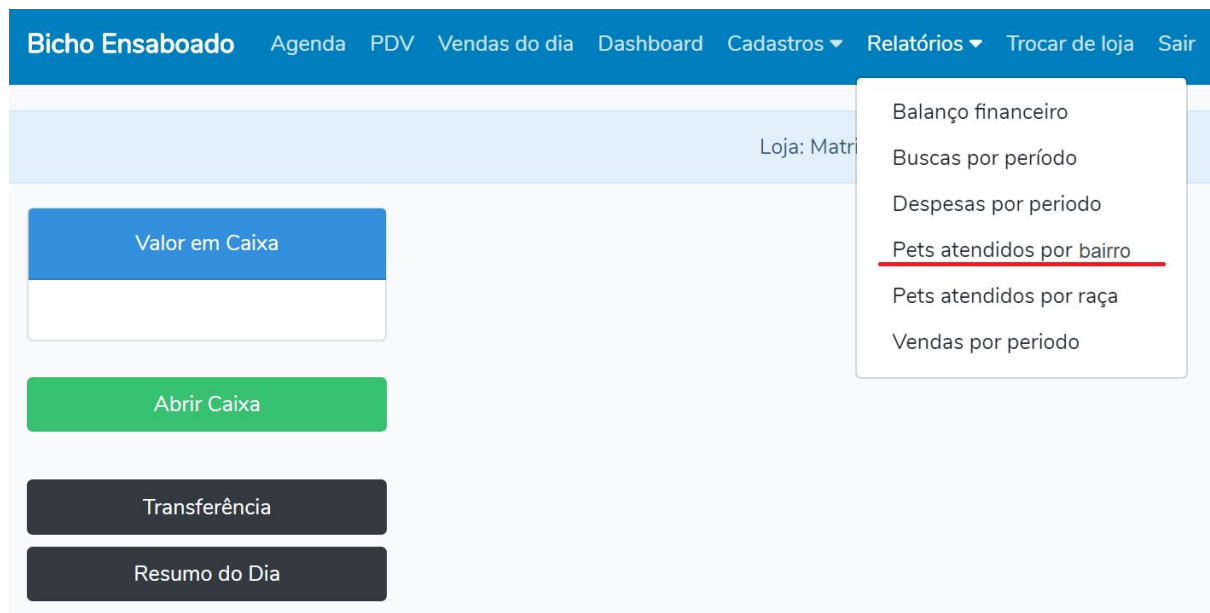 Bicho Ensaboado Agenda PDV Vendas do dia Dashboard Cadastros Relatórios Trocar de loja Sair
Balanço financeiro
Loja: Matri
Buscas por período
Despesas por periodo
Valor em Caixa
Pets atendidos por bairro
Pets atendidos por raça
Vendas por periodo
Abrir Caixa
Transferência
Resumo do Dia